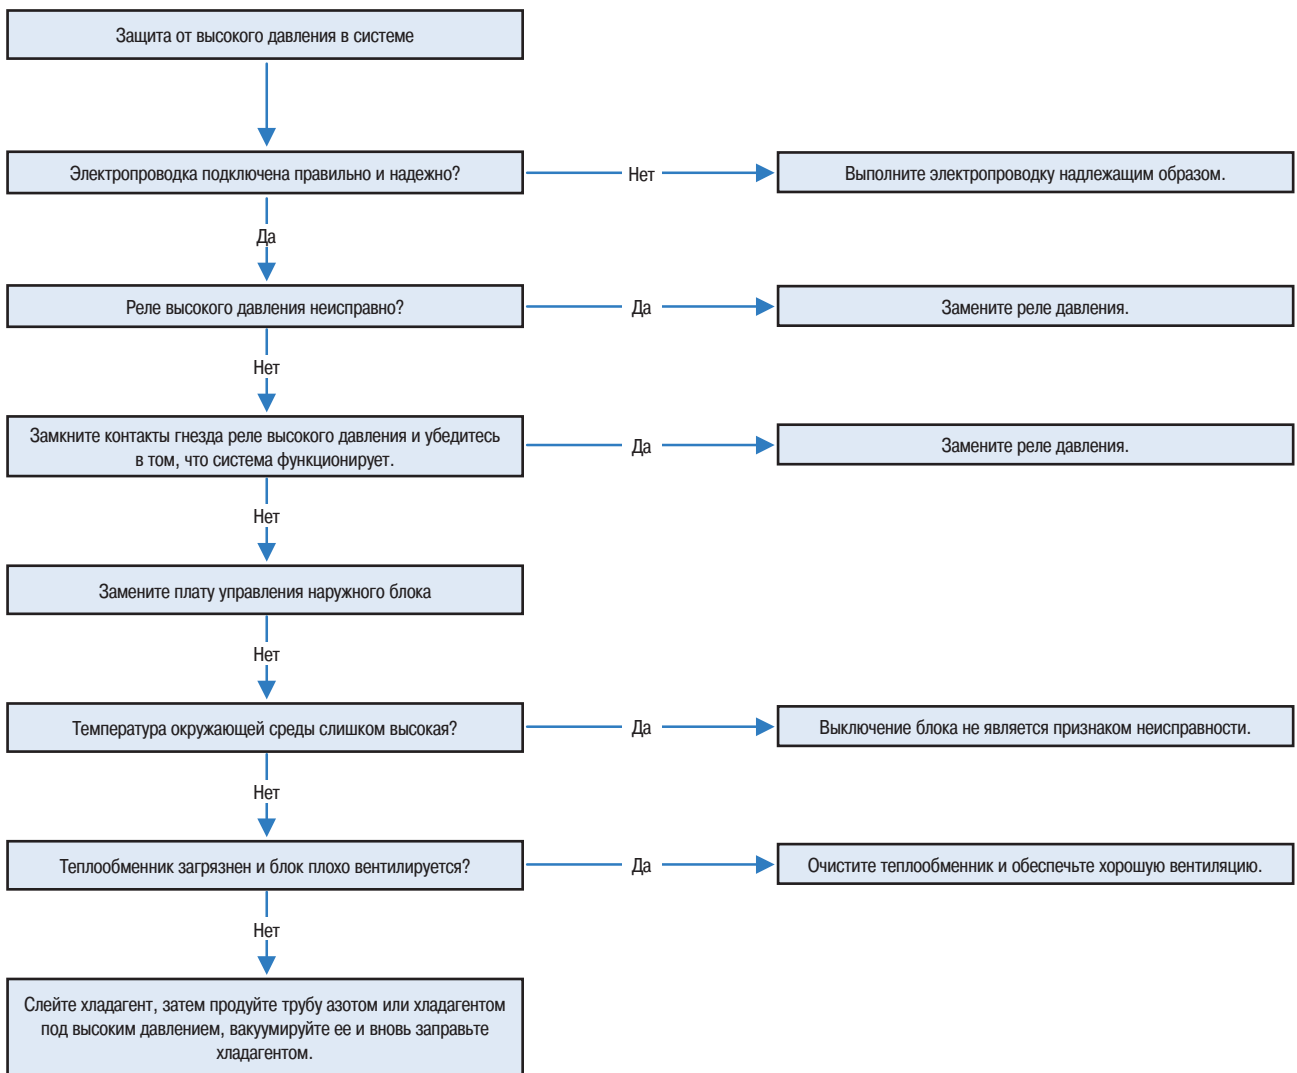 Защита от высокого давления в системе
Электропроводка подключена правильно и надежно?
Нет
Выполните электропроводку надлежащим образом.
Да
Реле высокого давления неисправно?
Да
Замените реле давления.
Нет
Замкните контакты гнезда реле высокого давления и убедитесь
в том, что система функционирует.
Да
Замените реле давления.
Нет
Замените плату управления наружного блока
Нет
Температура окружающей среды слишком высокая?
Да
Выключение блока не является признаком неисправности.
Нет
Теплообменник загрязнен и блок плохо вентилируется?
Да
Очистите теплообменник и обеспечьте хорошую вентиляцию.
Нет
Слейте хладагент, затем продуйте трубу азотом или хладагентом
под высоким давлением, вакуумируйте ее и вновь заправьте
хладагентом.